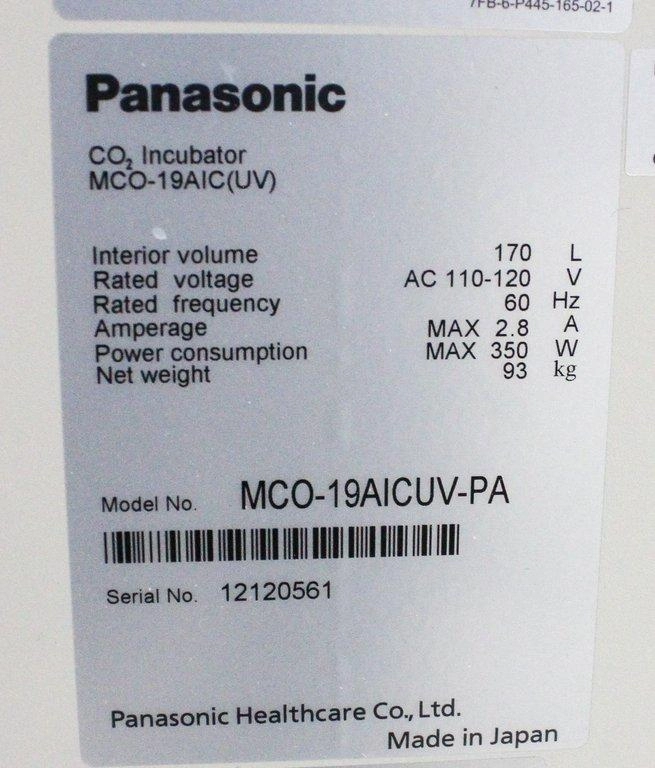 7FB-6-P445-165-02-1
Panasonic
CO₂ Incubator
MCO-19AIC(UV)
Interior volume 170 L
Rated voltage AC 110-120 V
Rated frequency 60 Hz
Amperage MAX 2.8 A
Power consumption MAX 350 W
Net weight 93 kg
Model No. MCO-19AICUV-PA
Serial No. 12120561
Panasonic Healthcare Co., Ltd.
Made in Japan